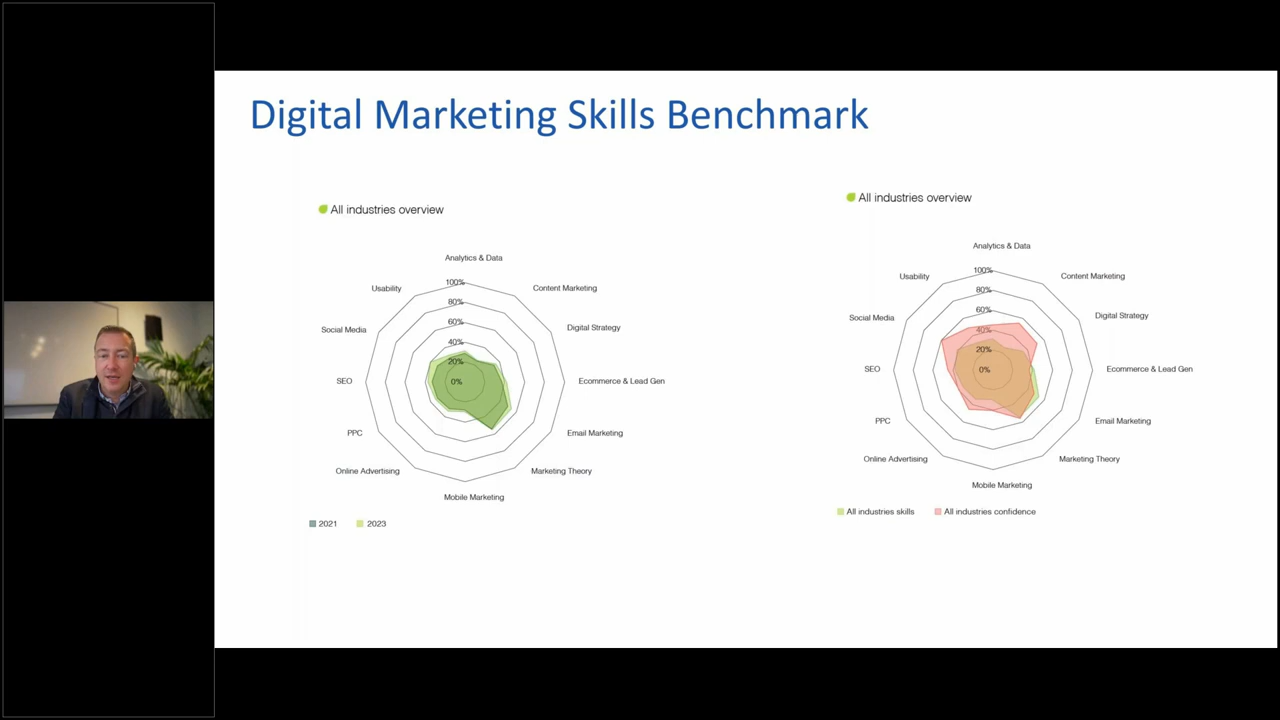 Digital Marketing Skills Benchmark
All industries overview
Analytics & Data
Usability
Content Marketing
Social Media
Digital Strategy
SEO
Ecommerce & Lead Gen
PPC
Email Marketing
Online Advertising
Marketing Theory
Mobile Marketing
100%
80%
60%
40%
20%
0%
2021
2023
All industries overview
Analytics & Data
Usability
Content Marketing
Social Media
Digital Strategy
SEO
Ecommerce & Lead Gen
PPC
Email Marketing
Online Advertising
Marketing Theory
Mobile Marketing
100%
80%
60%
40%
20%
0%
All industries skills
All industries confidence